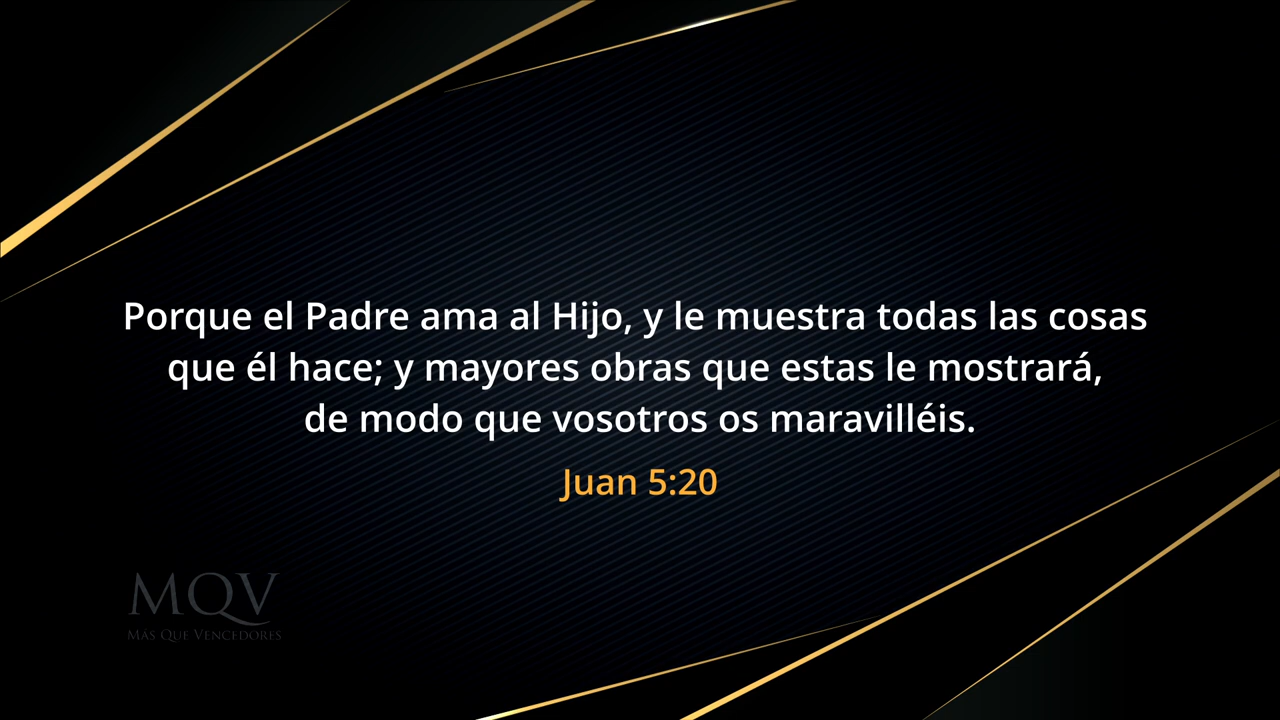 Porque el Padre ama al Hijo, y le muestra todas las cosas
que él hace; y mayores obras que estas le mostrará,
de modo que vosotros os maravilléis.
Juan 5:20
MQV
Más Que Vencedores